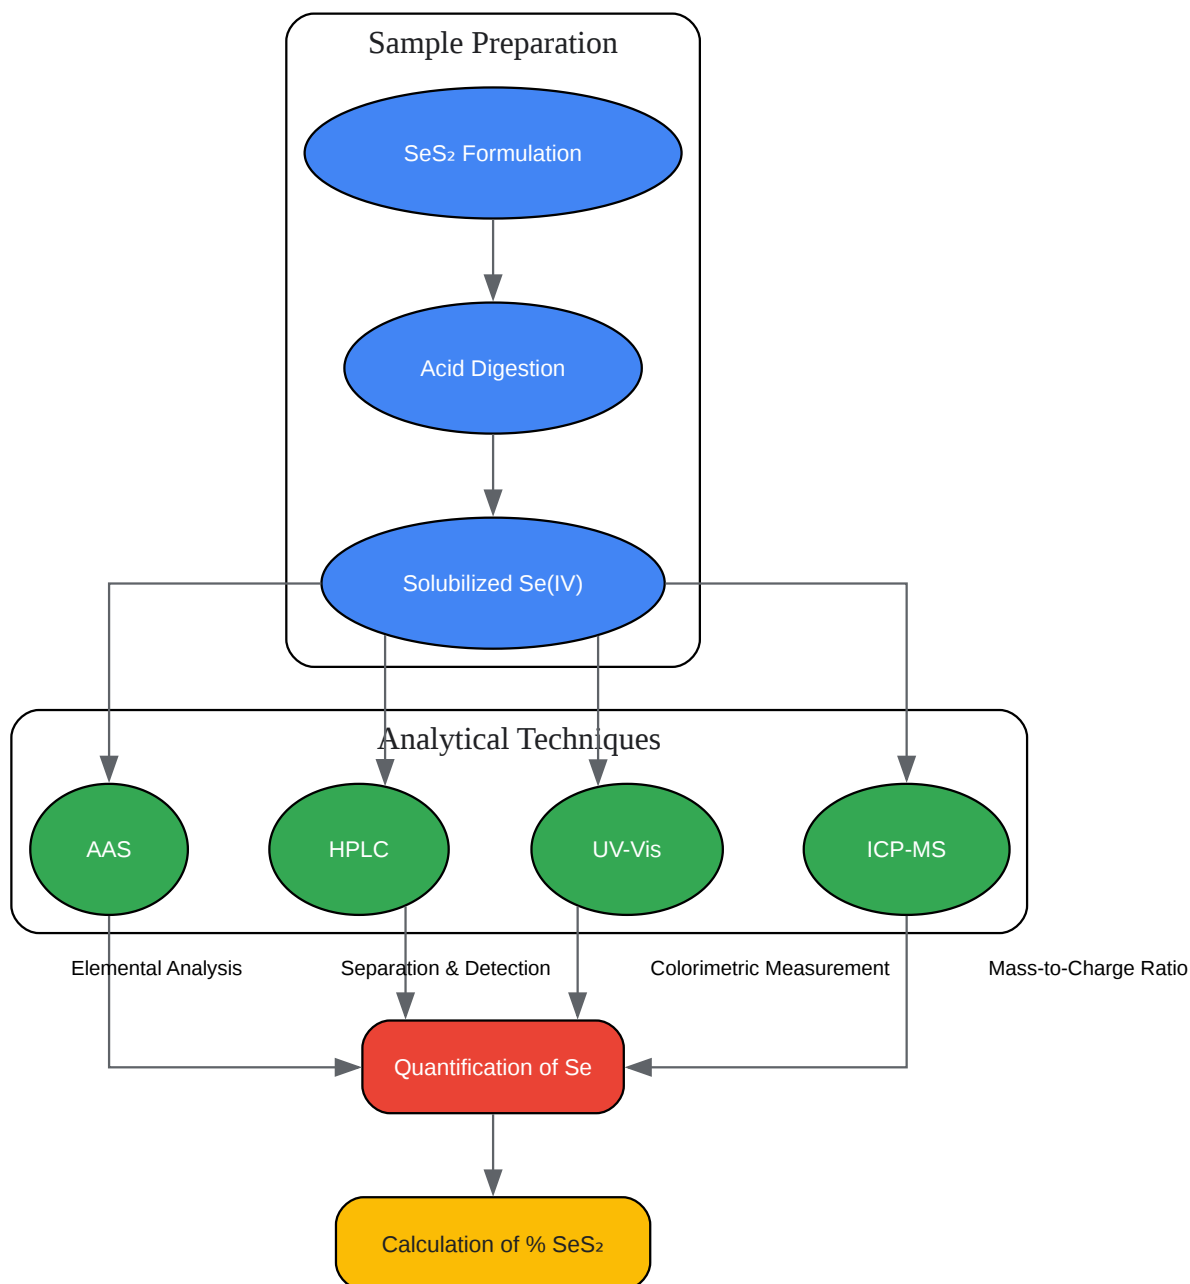 Sample Preparation
SeS₂ Formulation
Acid Digestion
Solubilized Se(IV)
Analytical Techniques
AAS
HPLC
UV-Vis
ICP-MS
Elemental Analysis
Separation & Detection
Colorimetric Measurement
Mass-to-Charge Ratio
Quantification of Se
Calculation of % SeS₂